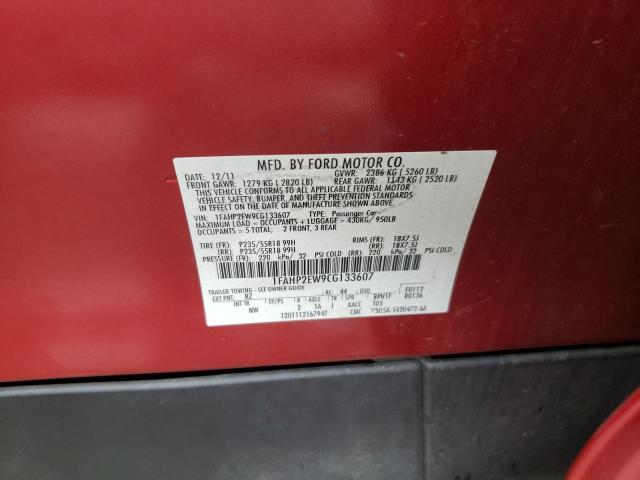 MFD. BY FORD MOTOR CO.
DATE: 12/11 GVWR: 2386 KG ( 5260 LB)
FRONT GAWR: 1279 KG ( 2820 LB) REAR GAWR: 1143 KG ( 2520 LB)
THIS VEHICLE CONFORMS TO ALL APPLICABLE FEDERAL MOTOR
VEHICLE SAFETY, BUMPER, AND THEFT PREVENTION STANDARDS
IN EFFECT ON THE DATE OF MANUFACTURE SHOWN ABOVE.
VIN: 1FAHP2EW9CG133607 TYPE: Passenger Car
MAXIMUM LOAD = OCCUPANTS + LUGGAGE = 430KG/ 950LB
OCCUPANTS = 5 TOTAL: 2 FRONT, 3 REAR
TIRE (FR): P235/55R18 99H RIMS (FR): 18X7.5J
(RR): P235/55R18 99H (RR): 18X7.5J
PRESSURE (FR): 220 kPa/ 32 PSI COLD (RR) 220 kPa/ 32 PSI COLD
1FAHP2EW9CG133607
TRAILER TOWING - SEE OWNER GUIDE RC: 44 DSO: F0112
EXT PNT: RZ BPH1F R0136
INT TR TP/PS R AX TR SPR T05
NW 2 1A J AACC
1201112167947 CMC